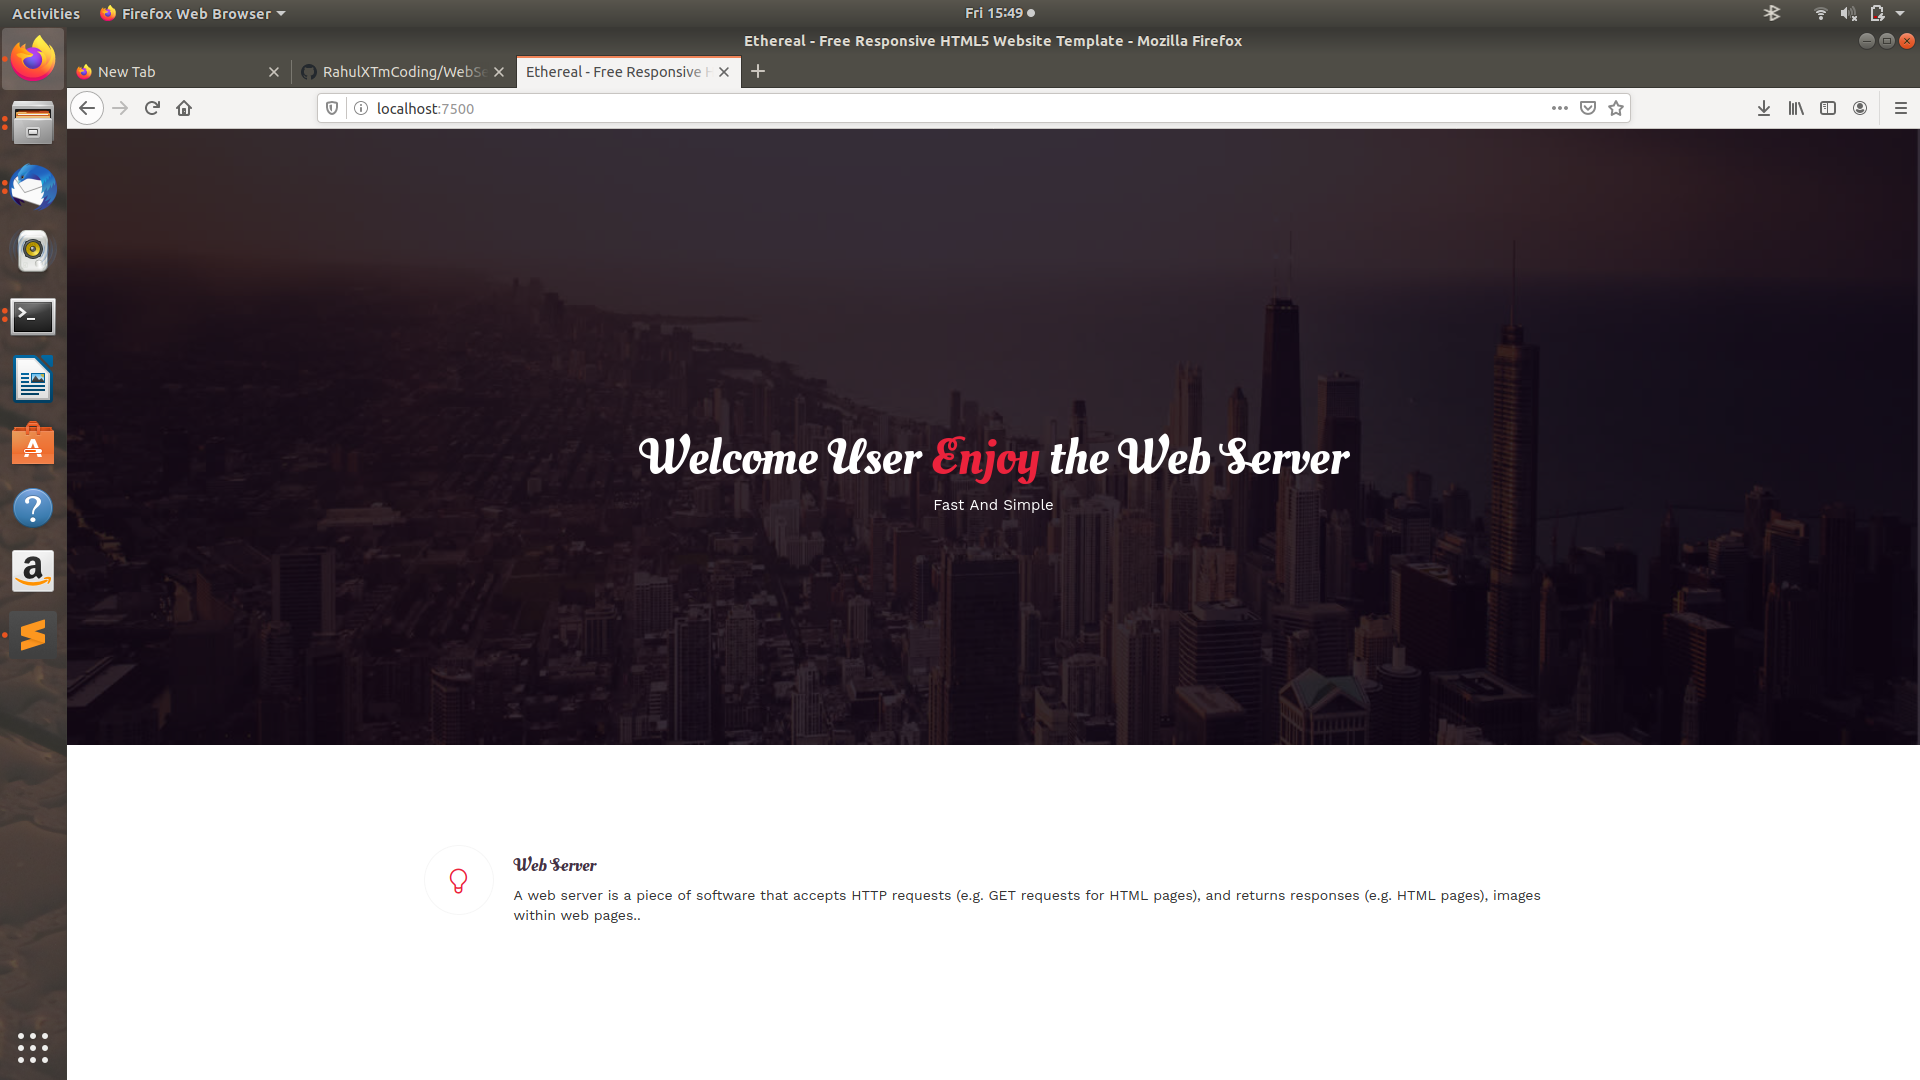 Activities Firefox Web Browser Fri 15:49
Ethereal - Free Responsive HTML5 Website Template - Mozilla Firefox
New Tab RahulXTmCoding/WebSe Ethereal - Free Responsive H
localhost:7500
Welcome User Enjoy the Web Server
Fast And Simple
Web Server
A web server is a piece of software that accepts HTTP requests (e.g. GET requests for HTML pages), and returns responses (e.g. HTML pages), images
within web pages..